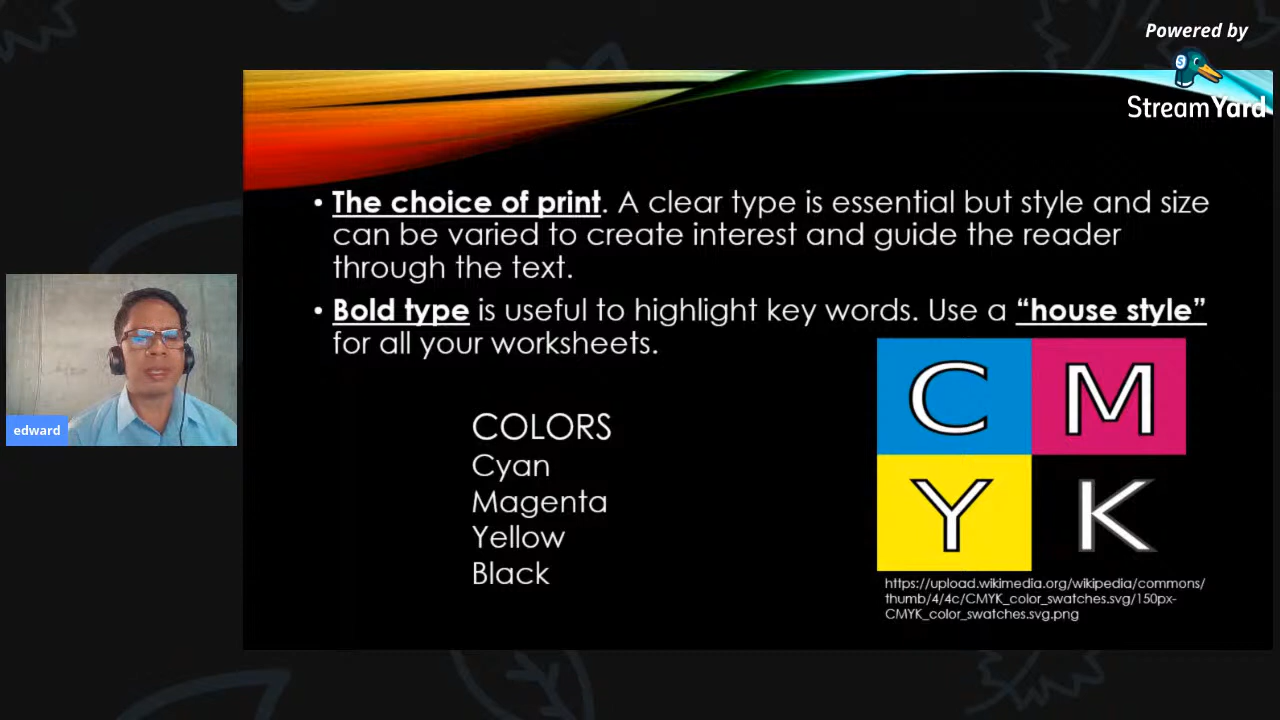 Powered by
StreamYard
• The choice of print. A clear type is essential but style and size
can be varied to create interest and guide the reader
through the text.
• Bold type is useful to highlight key words. Use a “house style”
for all your worksheets.
COLORS
Cyan
Magenta
Yellow
Black
C M
Y K
https://upload.wikimedia.org/wikipedia/commons/
thumb/4/4c/CMYK_color_swatches.svg/150px-
CMYK_color_swatches.svg.png
edward